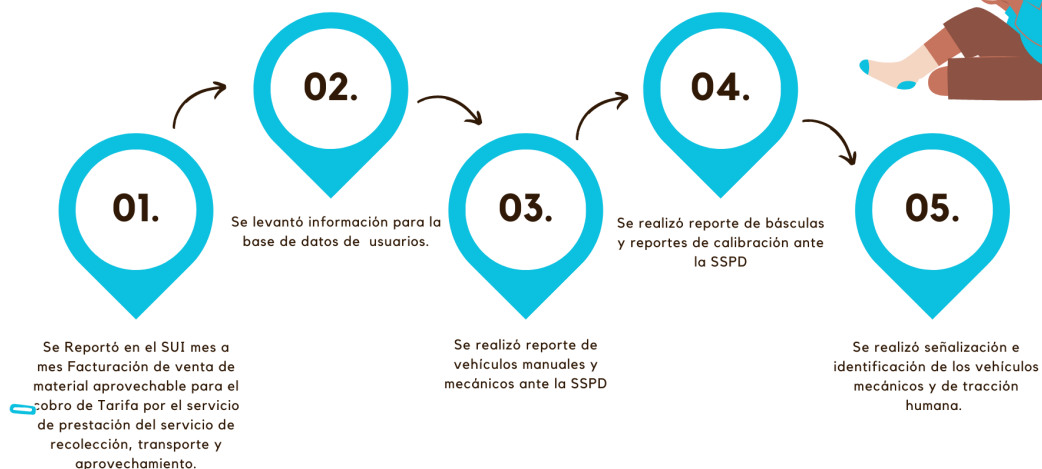 01.
Se Reportó en el SUI mes a
mes Facturación de venta de
material aprovechable para el
cobro de Tarifa por el servicio
de prestación del servicio de
recolección, transporte y
aprovechamiento.
02.
Se levantó información para la
base de datos de usuarios.
03.
Se realizó reporte de
vehículos manuales y
mecánicos ante la SSPD
04.
Se realizó reporte de básculas
y reportes de calibración ante
la SSPD
05.
Se realizó señalización e
identificación de los vehículos
mecánicos y de tracción
humana.